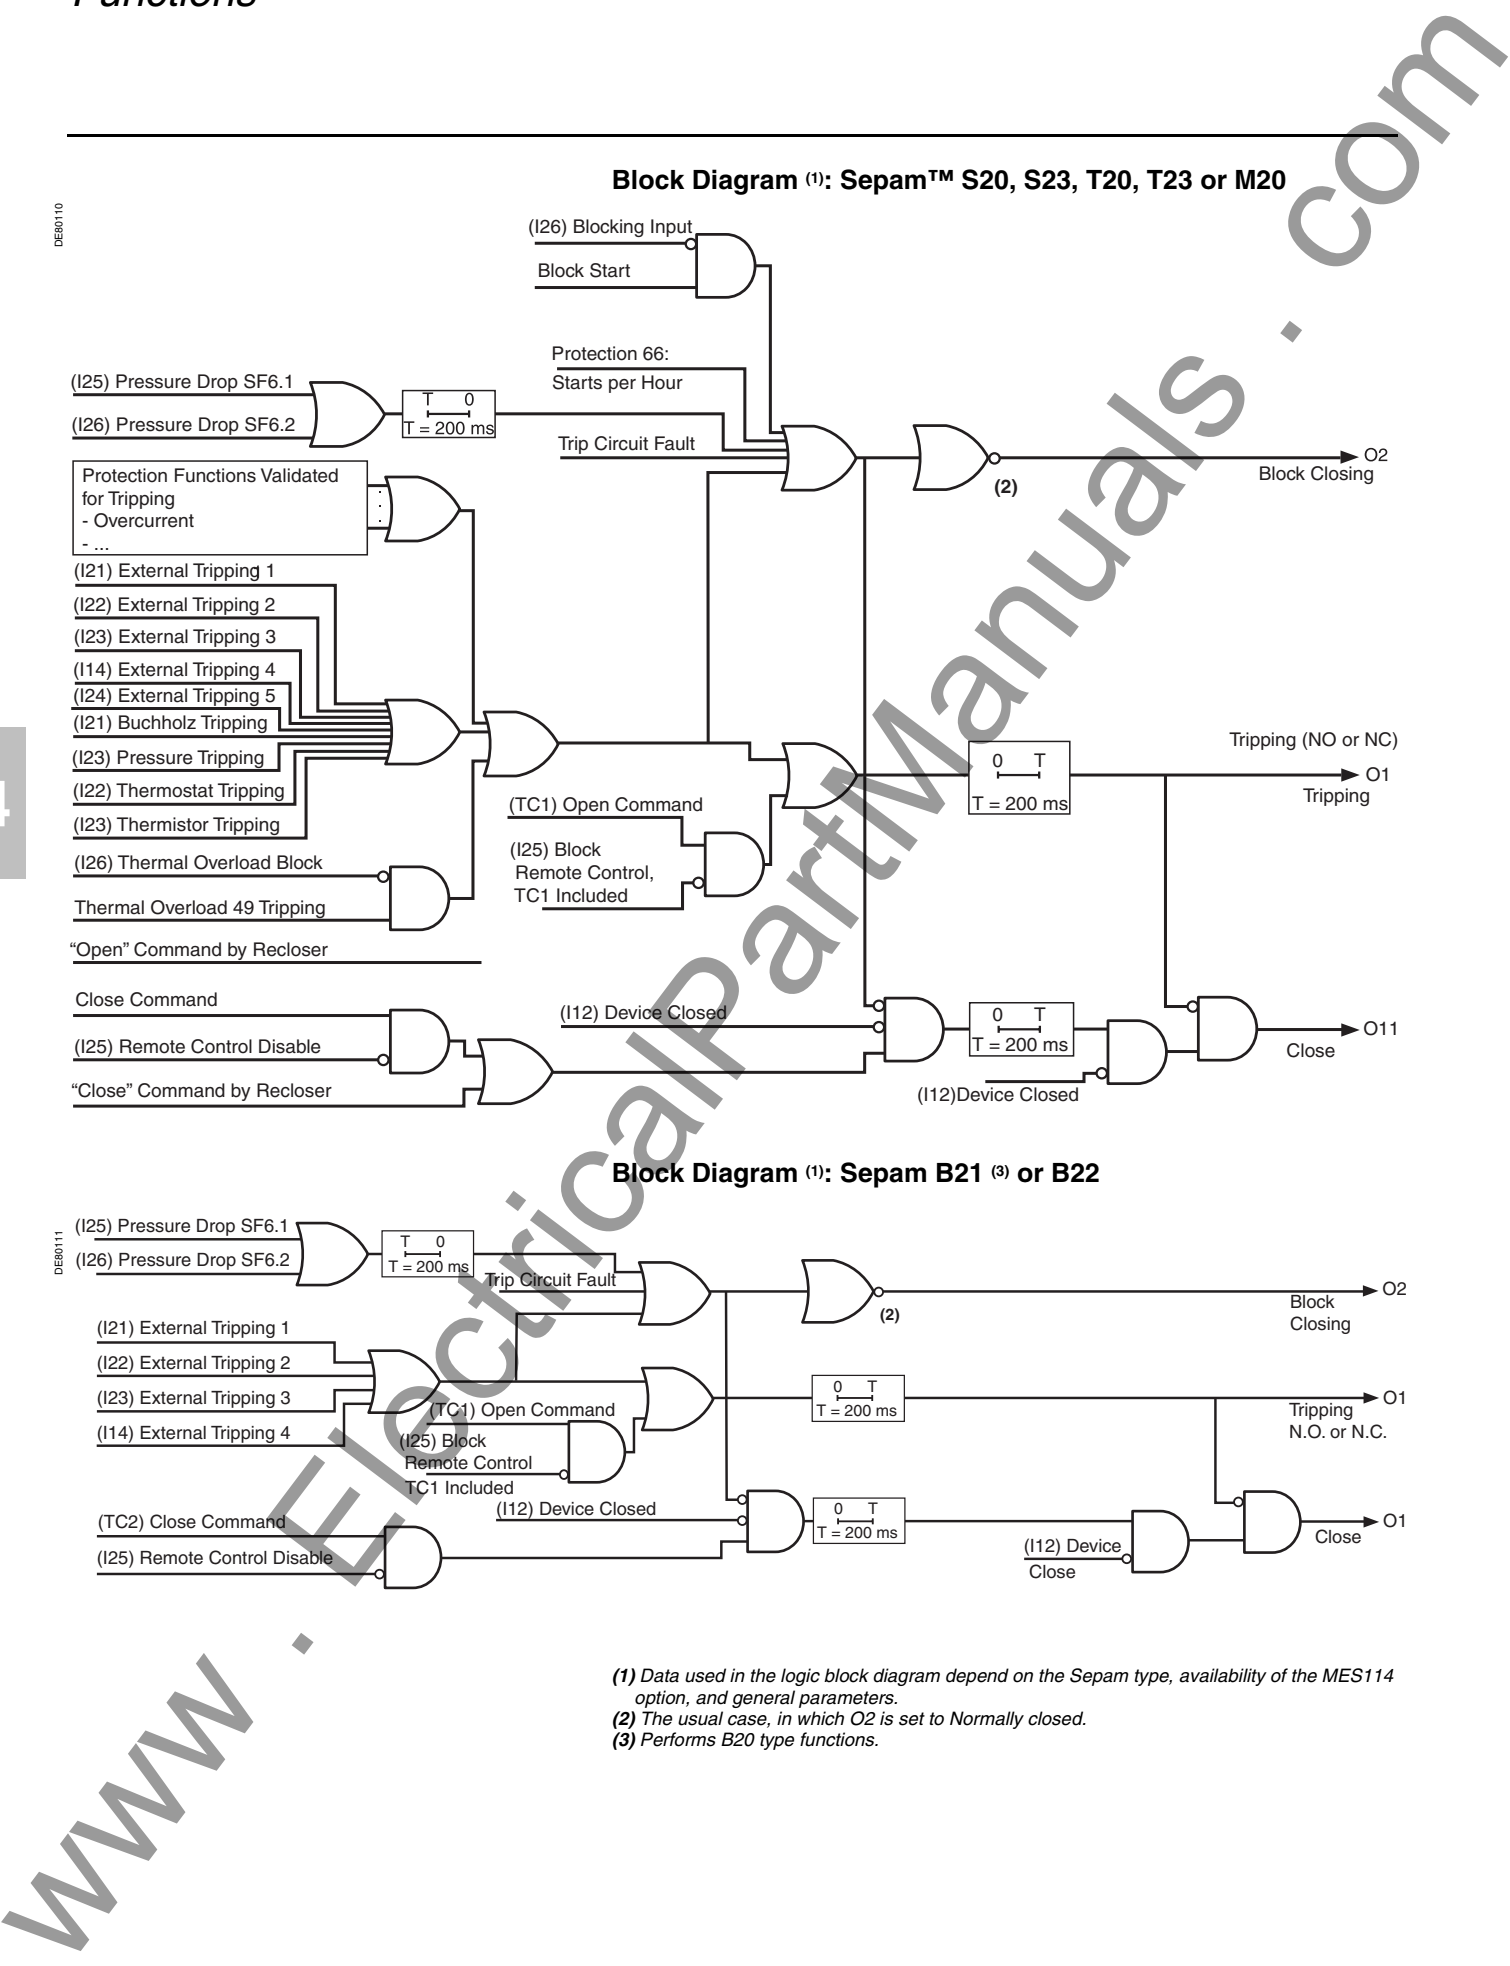 Functions
Block Diagram (1): Sepam™ S20, S23, T20, T23 or M20
DE80110
(I26) Blocking Input
Block Start
Protection 66:
Starts per Hour
(I25) Pressure Drop SF6.1
(I26) Pressure Drop SF6.2
T 0
T = 200 ms
Trip Circuit Fault
(2)
O2
Block Closing
Protection Functions Validated
for Tripping
- Overcurrent
- ...
(I21) External Tripping 1
(I22) External Tripping 2
(I23) External Tripping 3
(I14) External Tripping 4
(I24) External Tripping 5
(I21) Buchholz Tripping
(I23) Pressure Tripping
(I22) Thermostat Tripping
(I23) Thermistor Tripping
(I26) Thermal Overload Block
Thermal Overload 49 Tripping
“Open” Command by Recloser
(TC1) Open Command
(I25) Block
Remote Control,
TC1 Included
0 T
T = 200 ms
Tripping (NO or NC)
O1
Tripping
4
Close Command
(I25) Remote Control Disable
“Close” Command by Recloser
(I12) Device Closed
0 T
T = 200 ms
(I12)Device Closed
O11
Close
Block Diagram (1): Sepam B21 (3) or B22
DE80111
(I25) Pressure Drop SF6.1
(I26) Pressure Drop SF6.2
T 0
T = 200 ms
Trip Circuit Fault
(2)
O2
Block
Closing
(I21) External Tripping 1
(I22) External Tripping 2
(I23) External Tripping 3
(I14) External Tripping 4
(TC1) Open Command
(I25) Block
Remote Control
TC1 Included
0 T
T = 200 ms
O1
Tripping
N.O. or N.C.
(I12) Device Closed
(TC2) Close Command
(I25) Remote Control Disable
0 T
T = 200 ms
(I12) Device
Close
O1
Close
(1) Data used in the logic block diagram depend on the Sepam type, availability of the MES114
option, and general parameters.
(2) The usual case, in which O2 is set to Normally closed.
(3) Performs B20 type functions.
www . ElectricalPartManuals . com